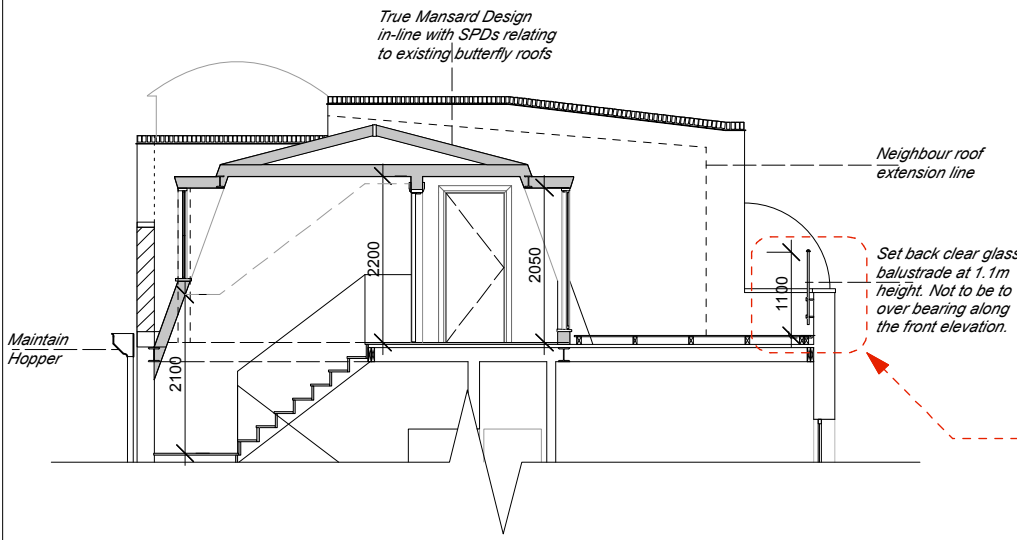 True Mansard Design
in-line with SPDs relating
to existing butterfly roofs
Neighbour roof
extension line
Set back clear glass
balustrade at 1.1m
height. Not to be to
over bearing along
the front elevation.
Maintain
Hopper
2200
2050
1100
2100